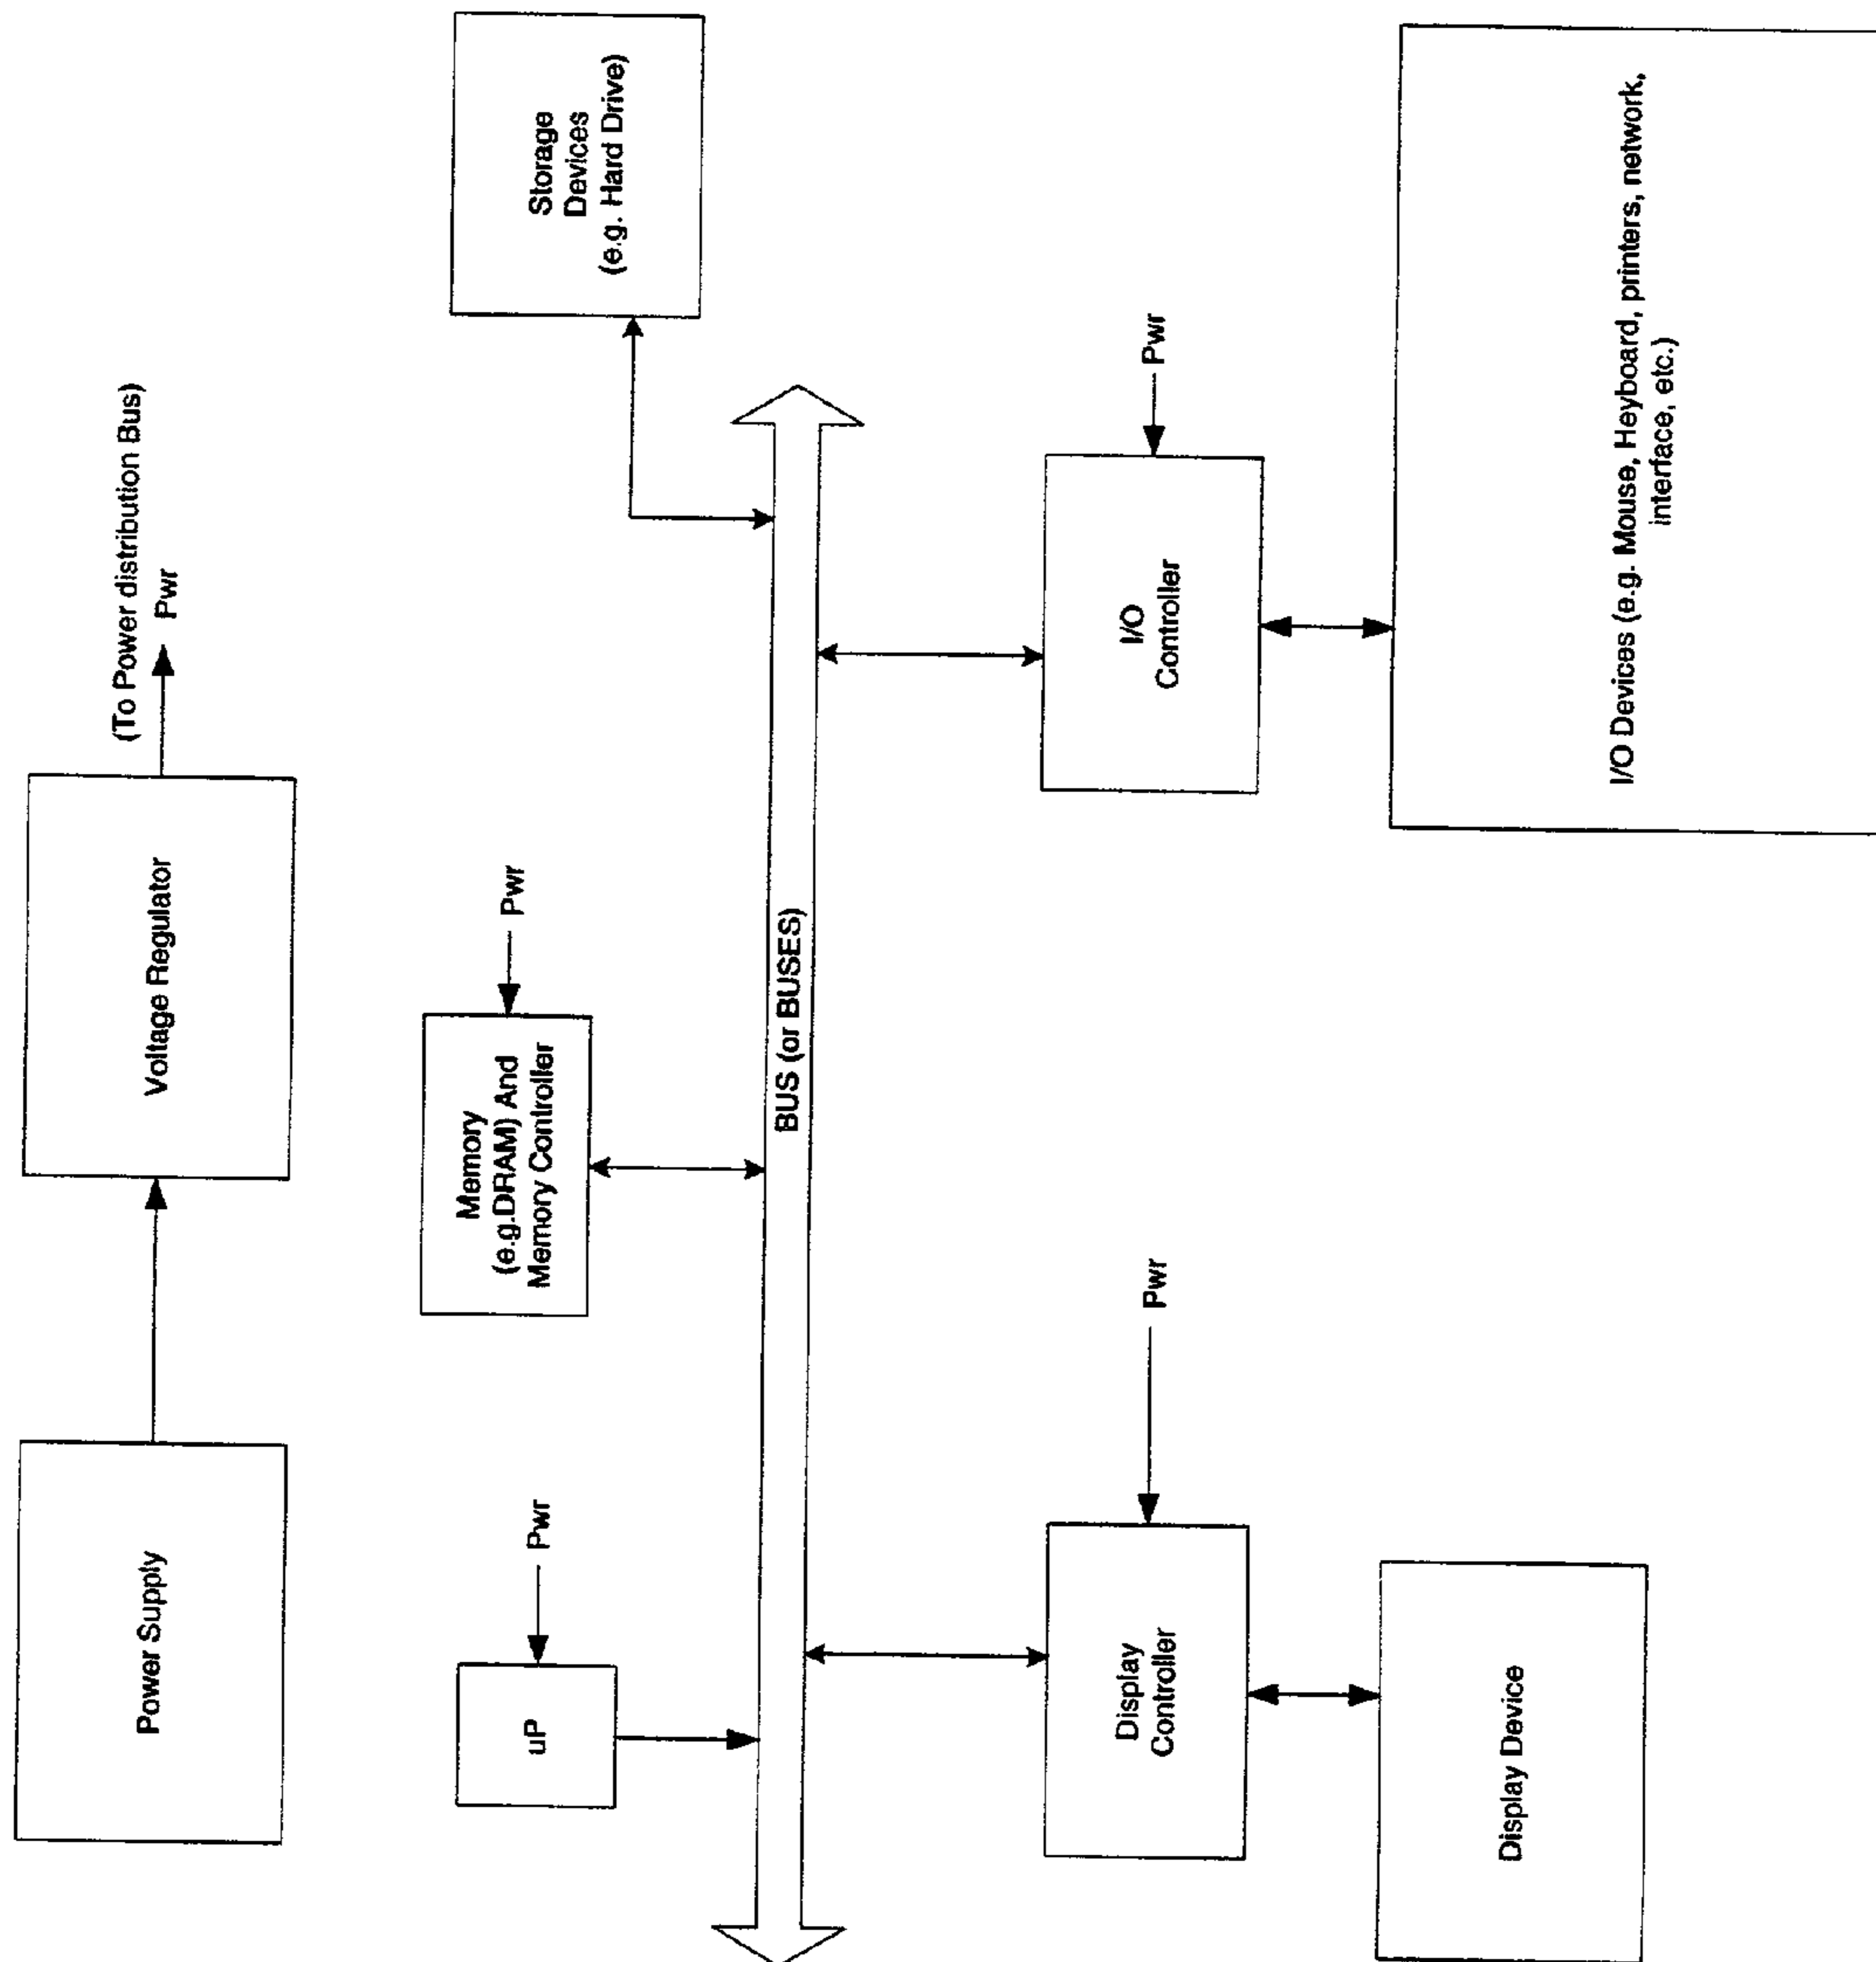 Power Supply
Voltage Regulator
(To Power distribution Bus)
Pwr
uP
Pwr
Memory
(e.g.DRAM) And
Memory Controller
Pwr
Storage
Devices
(e.g. Hard Drive)
BUS (or BUSES)
Display
Controller
Pwr
I/O
Controller
Pwr
Display Device
I/O Devices (e.g. Mouse, Heyboard, printers, network,
interface, etc.)